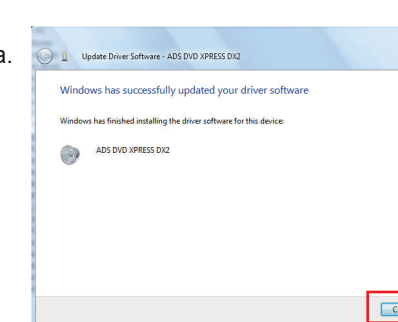 a.
Update Driver Software - ADS DVD XPRESS DX2
Windows has successfully updated your driver software
Windows has finished installing the driver software for this device:
ADS DVD XPRESS DX2